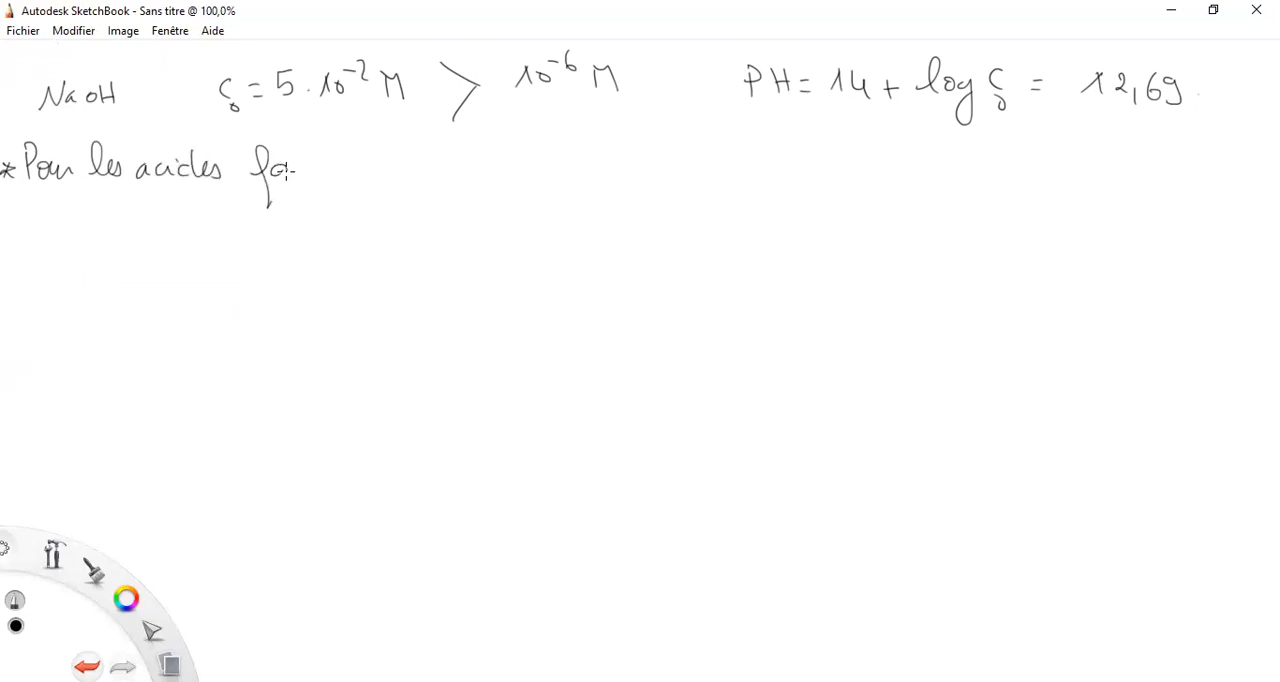 Autodesk SketchBook - Sans titre @ 100,0%
Fichier Modifier Image Fenêtre Aide
NaOH C₀ = 5 . 10⁻² M > 10⁻⁶ M PH = 14 + log C₀ = 12,69
* Pour les acides fa